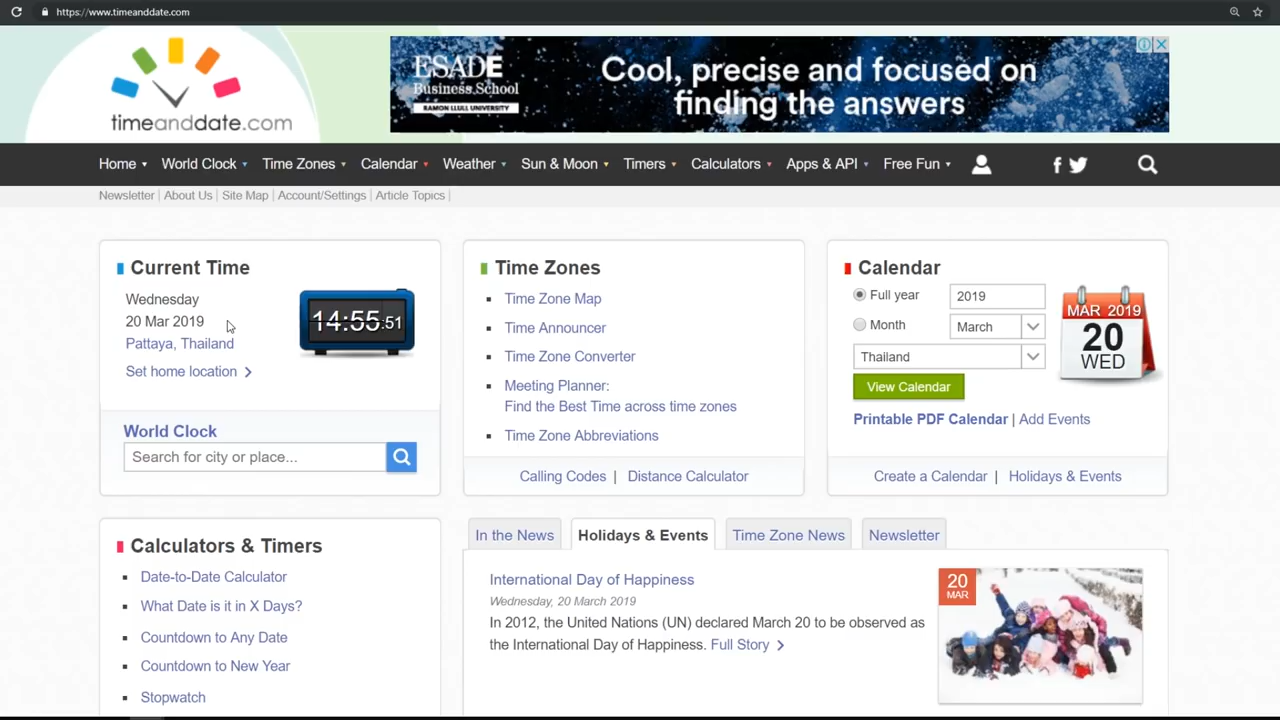 https://www.timeanddate.com
timeanddate.com
ESADE
Business School
RAMON LLULL UNIVERSITY
Cool, precise and focused on
finding the answers
Home World Clock Time Zones Calendar Weather Sun & Moon Timers Calculators Apps & API Free Fun
Newsletter | About Us | Site Map | Account/Settings | Article Topics |
Current Time
Wednesday
20 Mar 2019
Pattaya, Thailand
14:55:51
Set home location
World Clock
Search for city or place...
Time Zones
Time Zone Map
Time Announcer
Time Zone Converter
Meeting Planner:
Find the Best Time across time zones
Time Zone Abbreviations
Calling Codes | Distance Calculator
Calendar
Full year 2019
Month March
Thailand
View Calendar
MAR 2019
20
WED
Printable PDF Calendar | Add Events
Create a Calendar | Holidays & Events
Calculators & Timers
Date-to-Date Calculator
What Date is it in X Days?
Countdown to Any Date
Countdown to New Year
Stopwatch
In the News Holidays & Events Time Zone News Newsletter
International Day of Happiness
Wednesday, 20 March 2019
In 2012, the United Nations (UN) declared March 20 to be observed as
the International Day of Happiness. Full Story
20
MAR